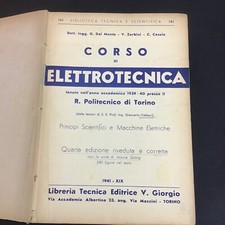 BIBLIOTECA TECNICA E SCIENTIFICA
Dott. Ingg. G. Dal Monte - V. Zerbini - C. Casale
CORSO
DI
ELETTROTECNICA
tenuto nell'anno accademico 1939-40 presso il
R. Politecnico di Torino
Principi Scientifici e Macchine Elettriche
Quarta edizione riveduta e corretta
1941 - XIX
Libreria Tecnica Editrice V. Giorgio
Via Accademia Albertina 25, ang. Via Mazzini - TORINO